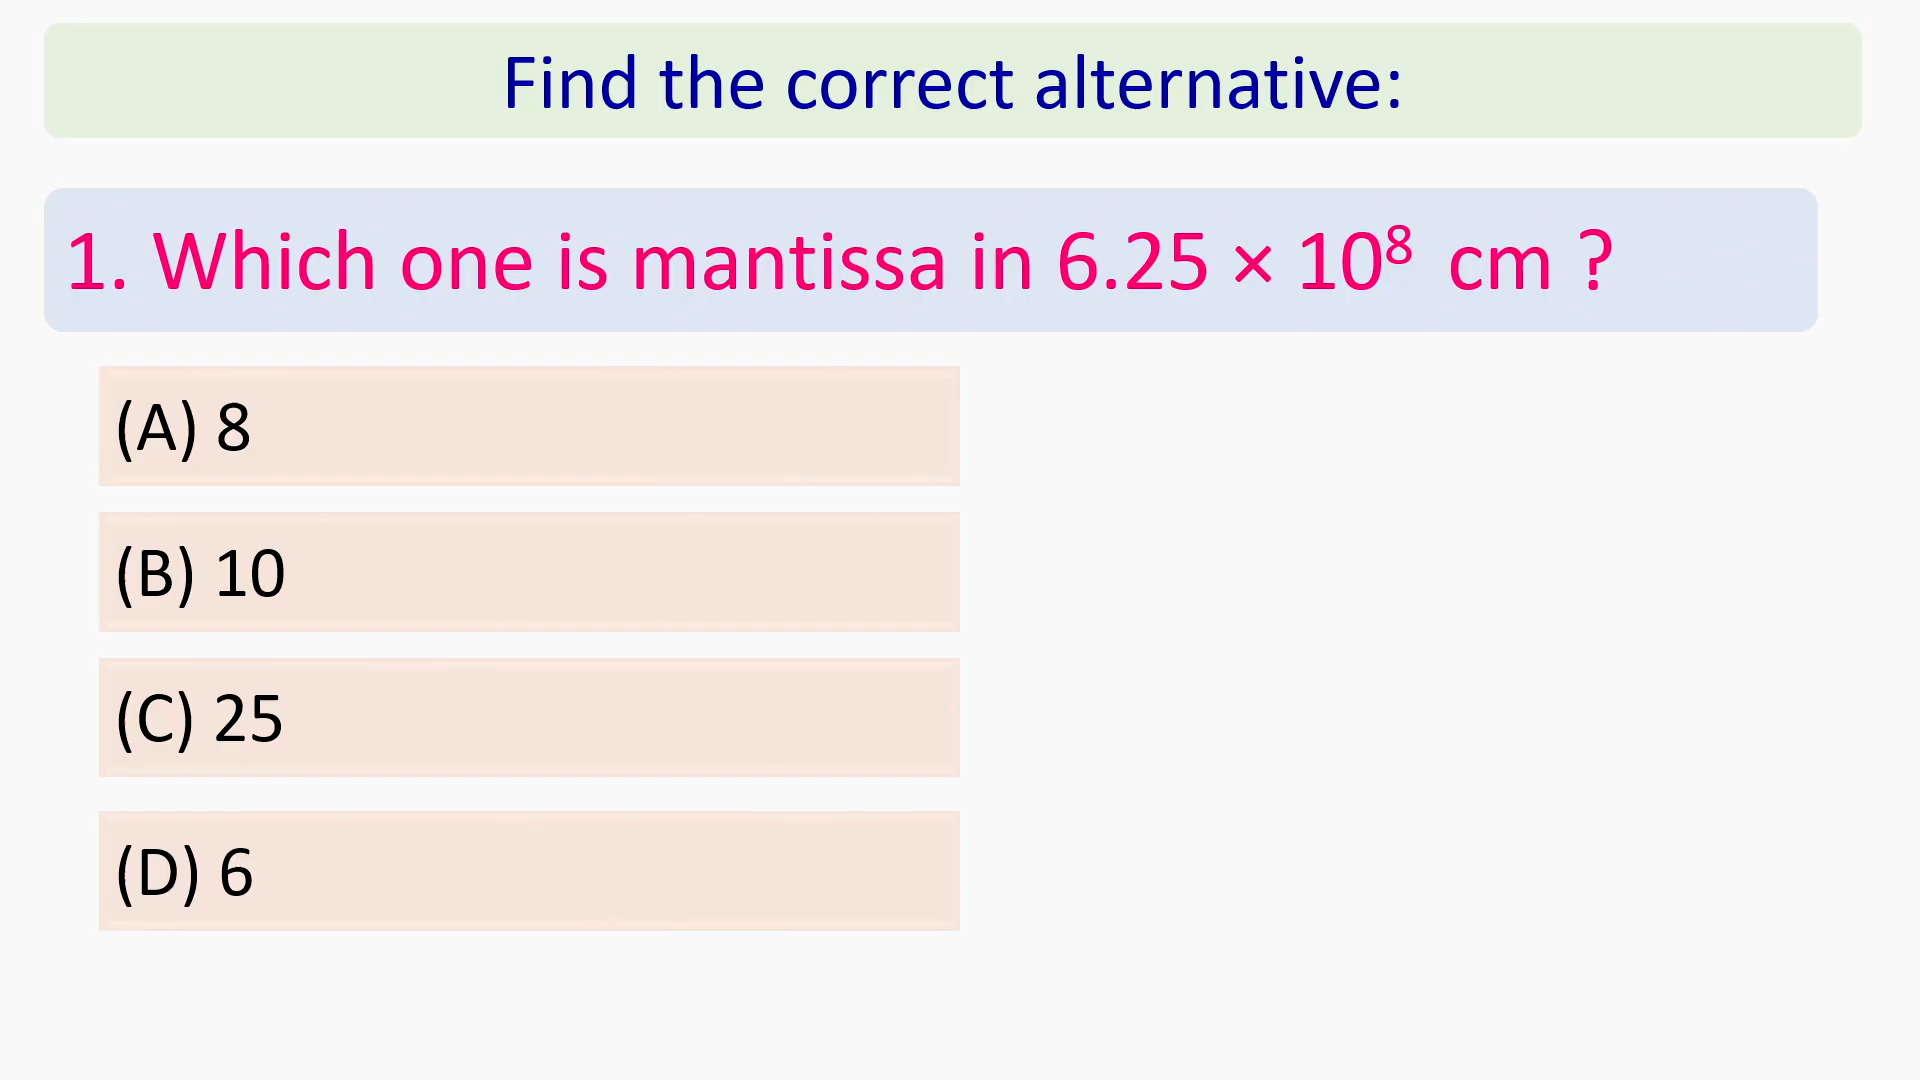 Find the correct alternative:
1. Which one is mantissa in 6.25 × 10⁸ cm ?
(A) 8
(B) 10
(C) 25
(D) 6